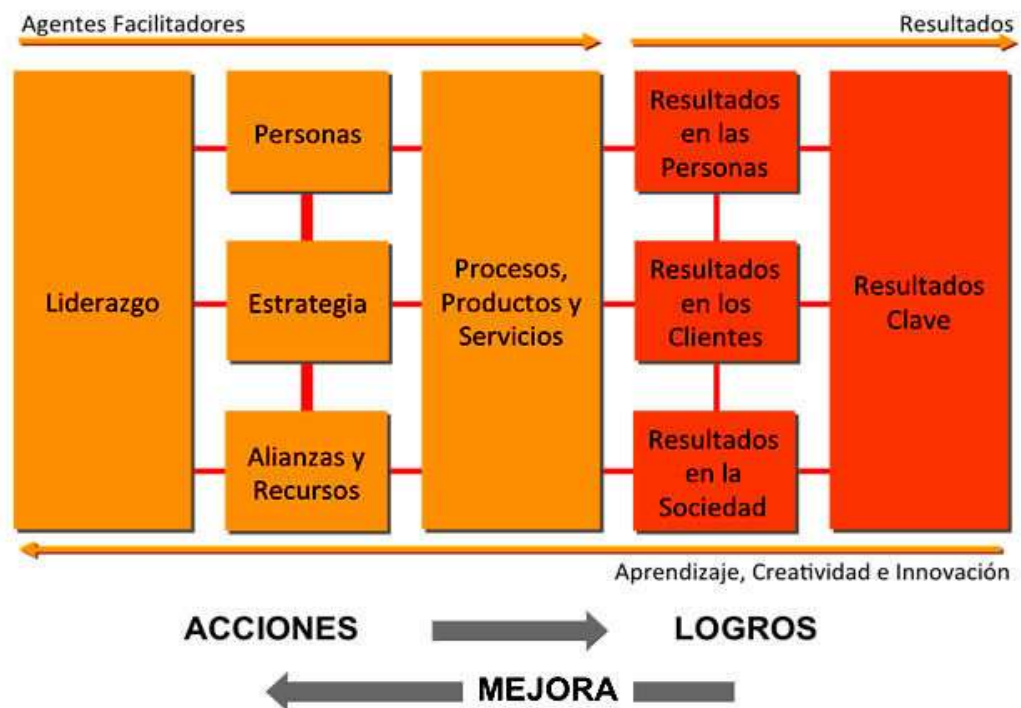 Agentes Facilitadores
Resultados
Liderazgo
Personas
Estrategia
Alianzas y
Recursos
Procesos,
Productos y
Servicios
Resultados
en las
Personas
Resultados
en los
Clientes
Resultados
en la
Sociedad
Resultados
Clave
Aprendizaje, Creatividad e Innovación
ACCIONES
LOGROS
MEJORA